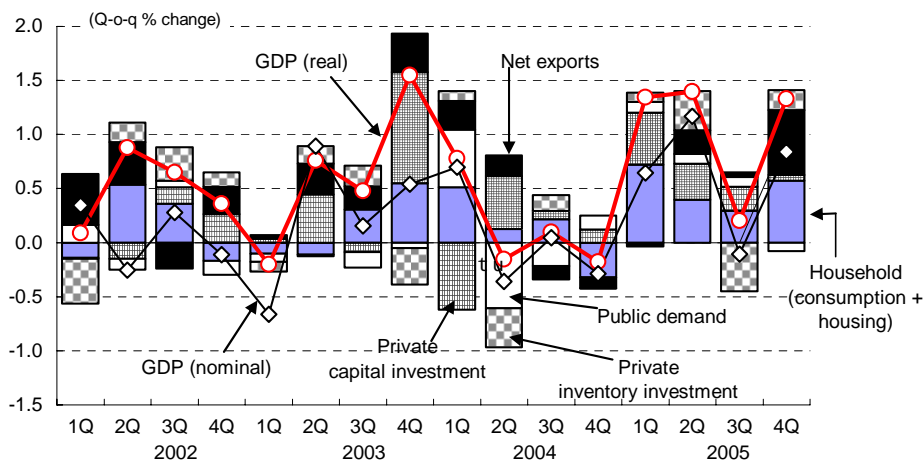 (Q-o-q % change)
2.0
1.5
1.0
0.5
0.0
-0.5
-1.0
-1.5
GDP (real)
Net exports
Household
(consumption +
housing)
Public demand
Private
capital investment
Private
inventory investment
GDP (nominal)
1Q 2Q 3Q 4Q 1Q 2Q 3Q 4Q 1Q 2Q 3Q 4Q 1Q 2Q 3Q 4Q
2002 2003 2004 2005